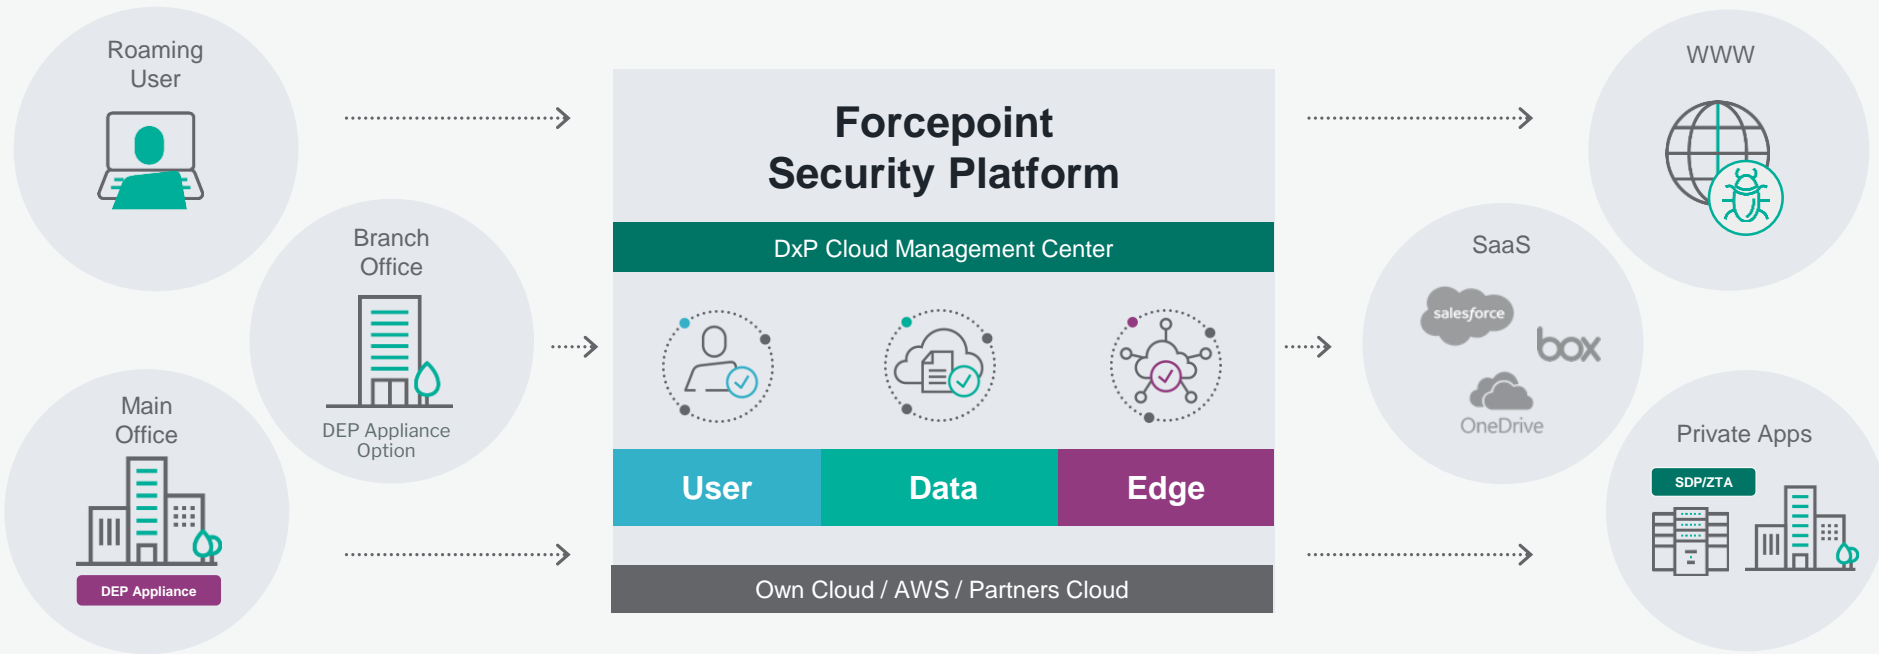 Roaming
User
Branch
Office
DEP Appliance
Option
Main
Office
DEP Appliance
Forcepoint
Security Platform
DxP Cloud Management Center
User
Data
Edge
Own Cloud / AWS / Partners Cloud
WWW
SaaS
salesforce
box
OneDrive
Private Apps
SDP/ZTA